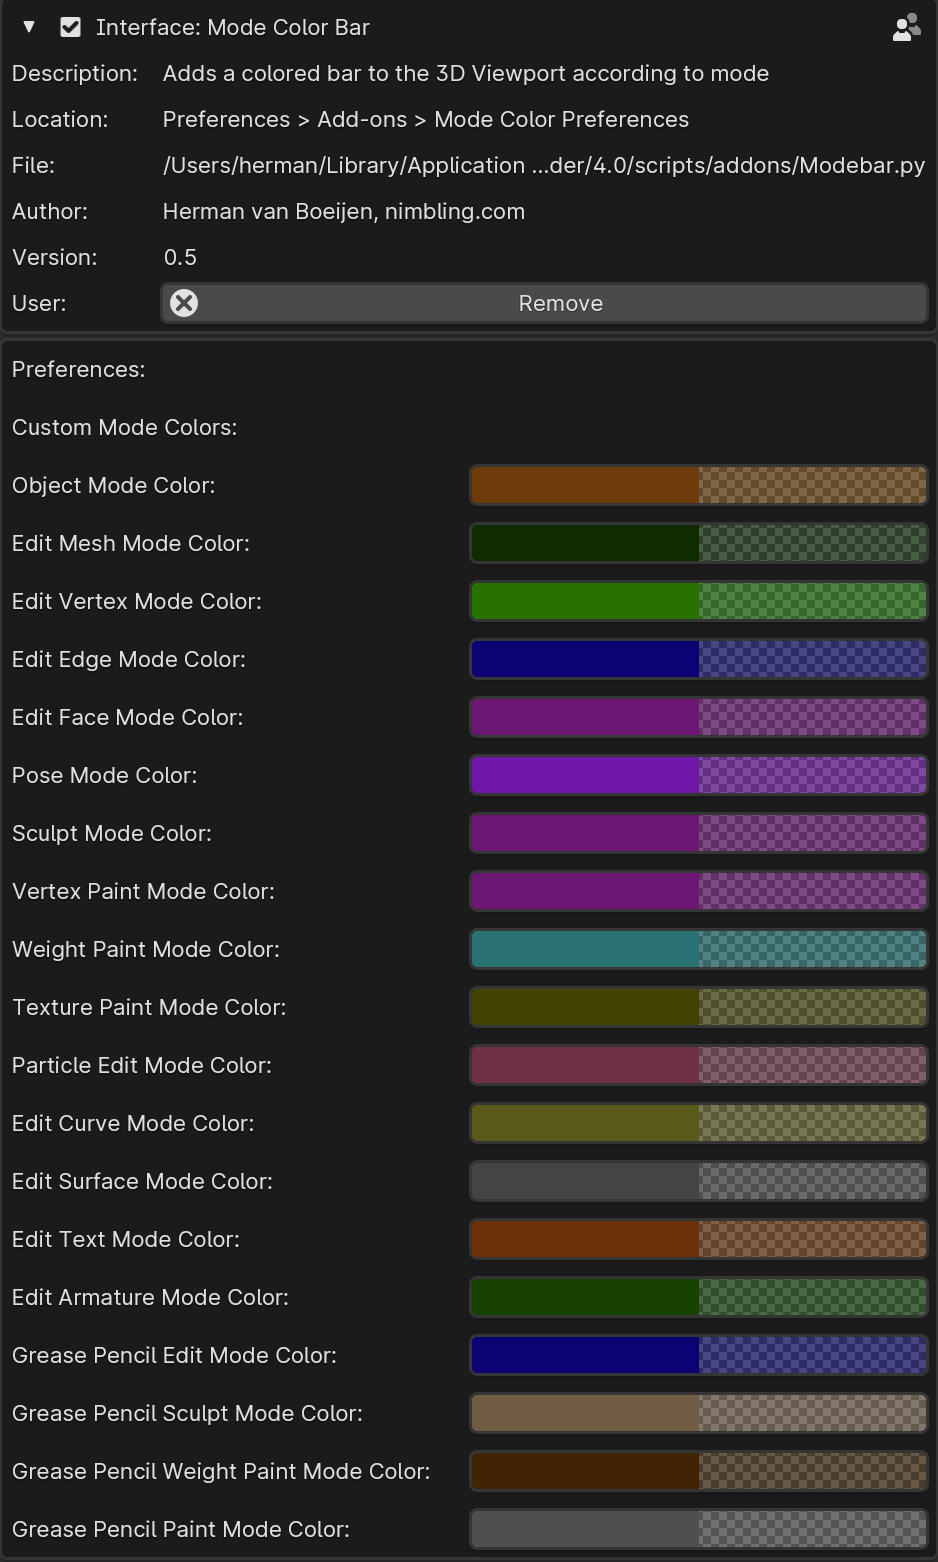 Interface: Mode Color Bar
Description: Adds a colored bar to the 3D Viewport according to mode
Location: Preferences > Add-ons > Mode Color Preferences
File: /Users/herman/Library/Application ...der/4.0/scripts/addons/Modebar.py
Author: Herman van Boeijen, nimbling.com
Version: 0.5
User: Remove
Preferences:
Custom Mode Colors:
Object Mode Color:
Edit Mesh Mode Color:
Edit Vertex Mode Color:
Edit Edge Mode Color:
Edit Face Mode Color:
Pose Mode Color:
Sculpt Mode Color:
Vertex Paint Mode Color:
Weight Paint Mode Color:
Texture Paint Mode Color:
Particle Edit Mode Color:
Edit Curve Mode Color:
Edit Surface Mode Color:
Edit Text Mode Color:
Edit Armature Mode Color:
Grease Pencil Edit Mode Color:
Grease Pencil Sculpt Mode Color:
Grease Pencil Weight Paint Mode Color:
Grease Pencil Paint Mode Color: